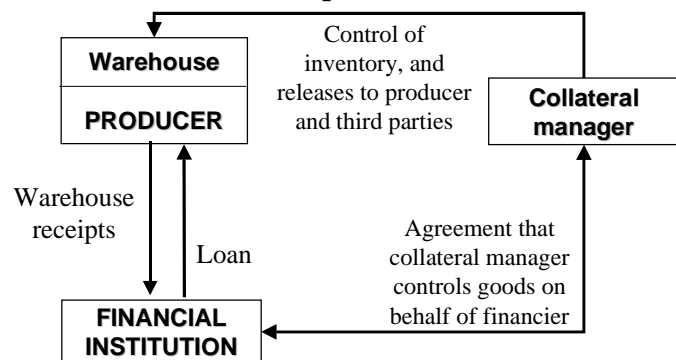 Warehouse
PRODUCER
Control of
inventory, and
releases to producer
and third parties
Collateral
manager
Warehouse
receipts
Loan
Agreement that
collateral manager
controls goods on
behalf of financier
FINANCIAL
INSTITUTION